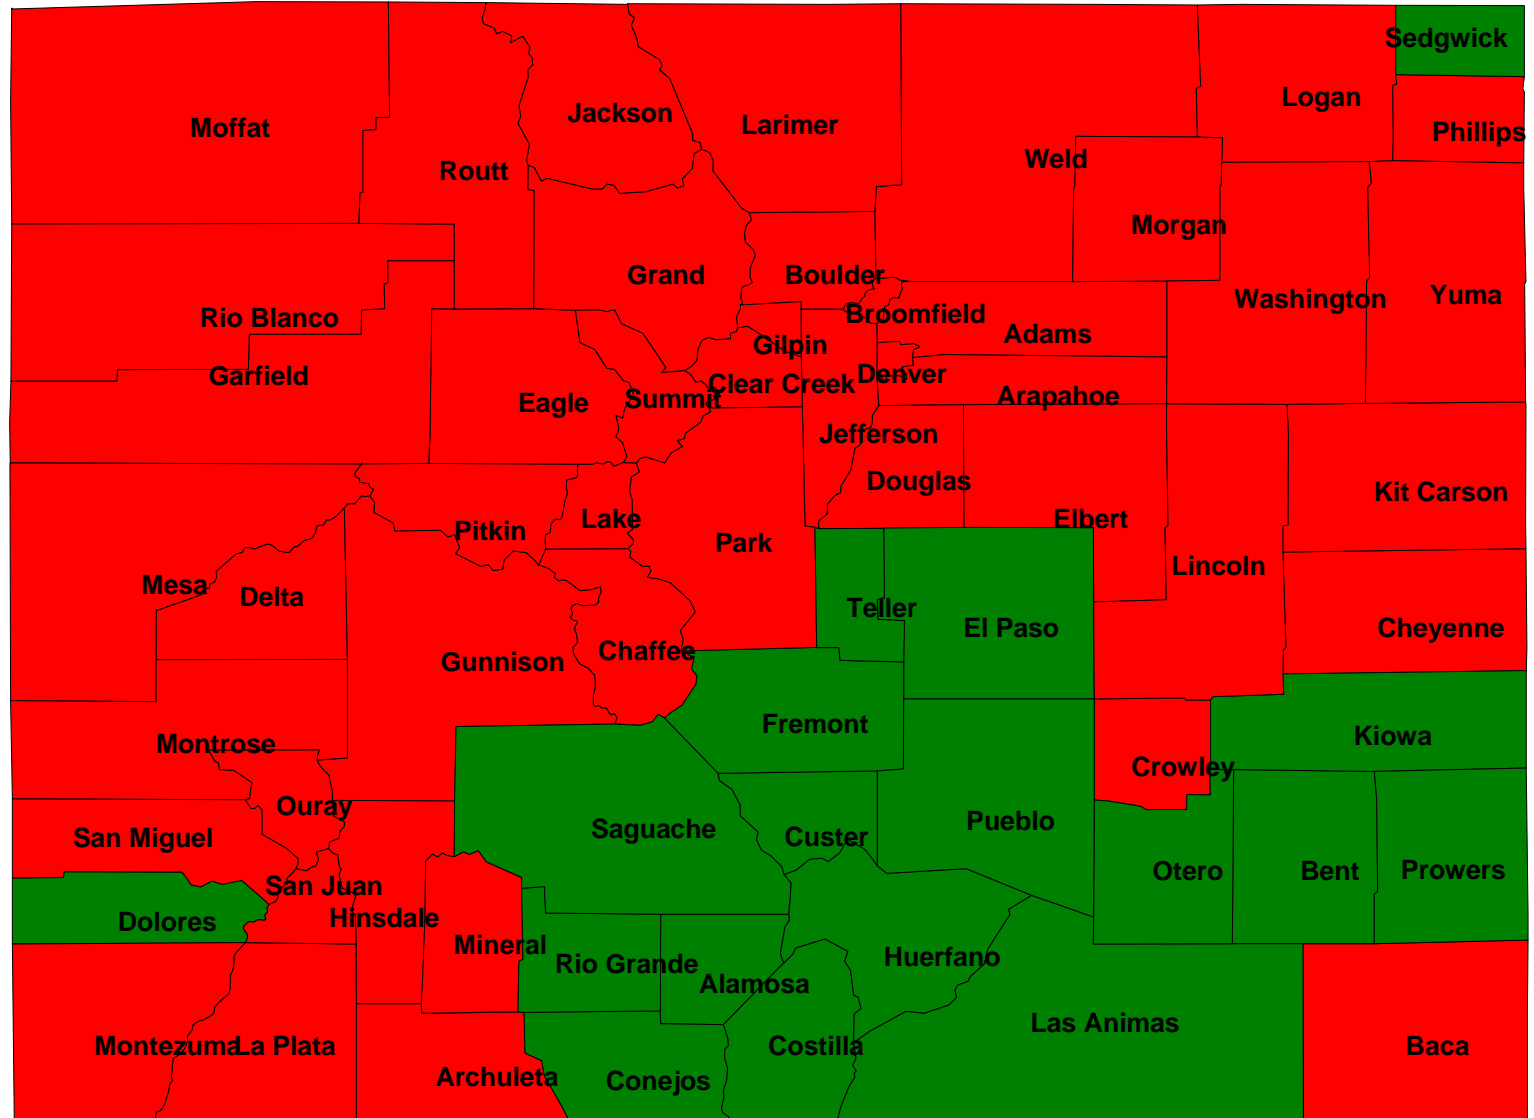 Sedgwick
Logan
Jackson
Larimer
Moffat
Phillips
Weld
Routt
Morgan
Grand
Boulder
Yuma
Washington
Broomfield
Rio Blanco
Adams
Gilpin
Denver
Garfield
Clear Creek
Arapahoe
Summit
Eagle
Jefferson
Douglas
Kit Carson
Lake
Elbert
Pitkin
Park
Lincoln
Mesa
Delta
Teller
El Paso
Cheyenne
Chaffee
Gunnison
Fremont
Kiowa
Montrose
Crowley
Ouray
Pueblo
Saguache
San Miguel
Custer
Otero
Bent
Prowers
San Juan
Hinsdale
Dolores
Mineral
Huerfano
Rio Grande
Alamosa
Las Animas
Montezuma
La Plata
Costilla
Baca
Archuleta
Conejos